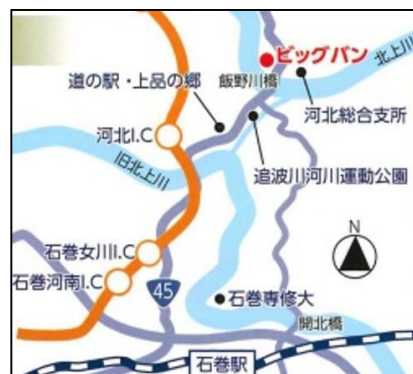 ビッグバン
北上川
道の駅・上品の郷
飯野川橋
河北総合支所
河北I.C
追波川河川運動公園
旧北上川
石巻女川I.C
石巻河南I.C
N
45
石巻専修大
開北橋
石巻駅